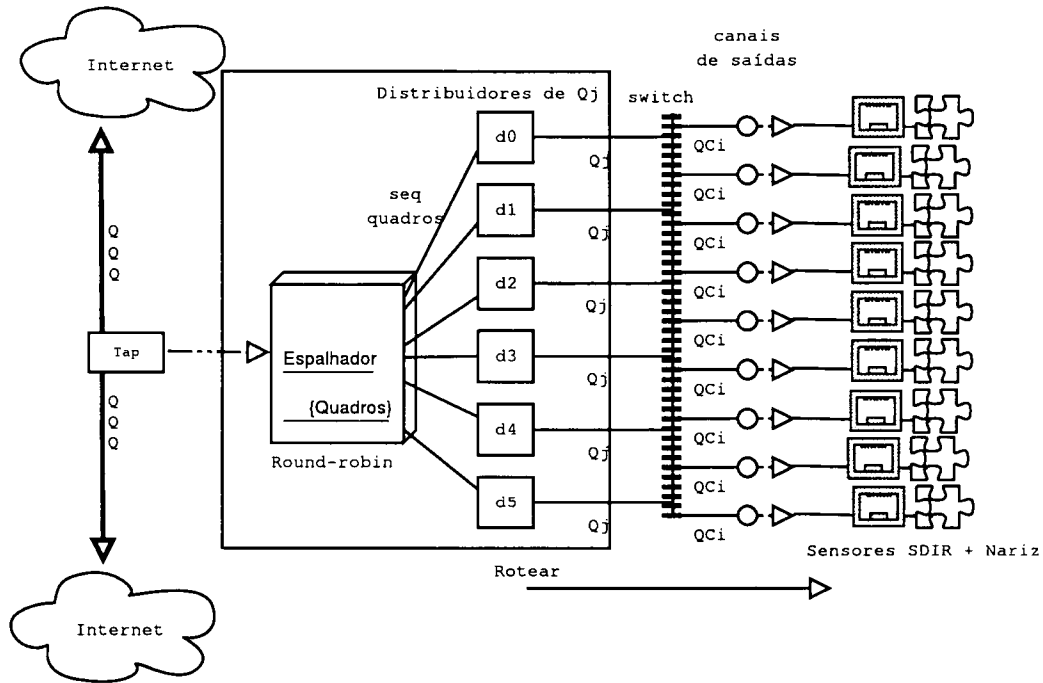 canais
de saídas
Internet
Distribuidores de Qj
switch
d0
Qj
QCi
seq
quadros
d1
Qj
QCi
Q
Q
Q
QCi
d2
Qj
QCi
Tap
Espalhador
{Quadros}
d3
Qj
QCi
Q
Q
Q
QCi
d4
Qj
QCi
Round-robin
d5
Qj
QCi
QCi
Sensores SDIR + Nariz
Rotear
Internet